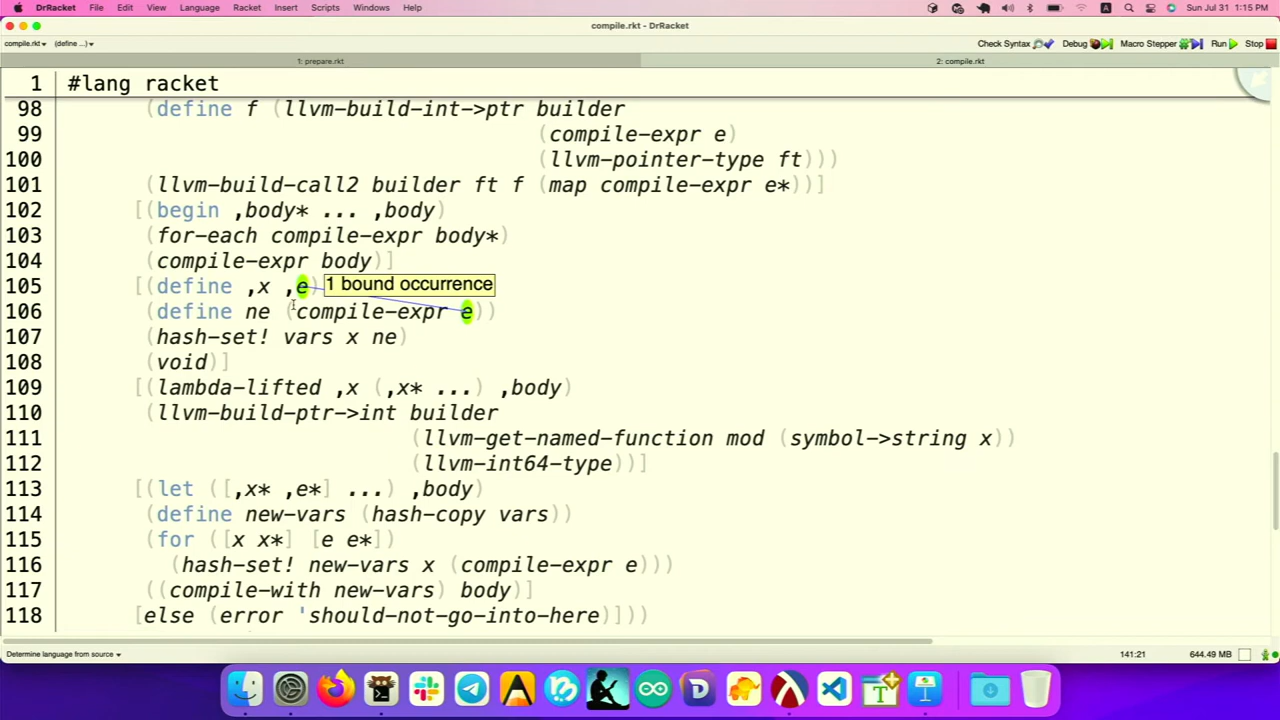 DrRacket File Edit View Language Racket Insert Scripts Tabs Windows Help Sun Jul 31 1:15 PM
compile.rkt - DrRacket
compile.rkt▾ (define ...)▾ Check Syntax Debug Macro Stepper Run Stop
1: prepare.rkt 2: compile.rkt
1 #lang racket
98 (define f (llvm-build-int->ptr builder
99 (compile-expr e)
100 (llvm-pointer-type ft)))
101 (llvm-build-call2 builder ft f (map compile-expr e*))]
102 [(begin ,body* ... ,body)
103 (for-each compile-expr body*)
104 (compile-expr body)]
105 [(define ,x ,e) 1 bound occurrence
106 (define ne (compile-expr e))
107 (hash-set! vars x ne)
108 (void)]
109 [(lambda-lifted ,x (,x* ...) ,body)
110 (llvm-build-ptr->int builder
111 (llvm-get-named-function mod (symbol->string x))
112 (llvm-int64-type))]
113 [(let ([,x* ,e*] ...) ,body)
114 (define new-vars (hash-copy vars))
115 (for ([x x*] [e e*])
116 (hash-set! new-vars x (compile-expr e)))
117 ((compile-with new-vars) body)]
118 [else (error 'should-not-go-into-here)]))
Determine language from source▾ 141:21 644.49 MB